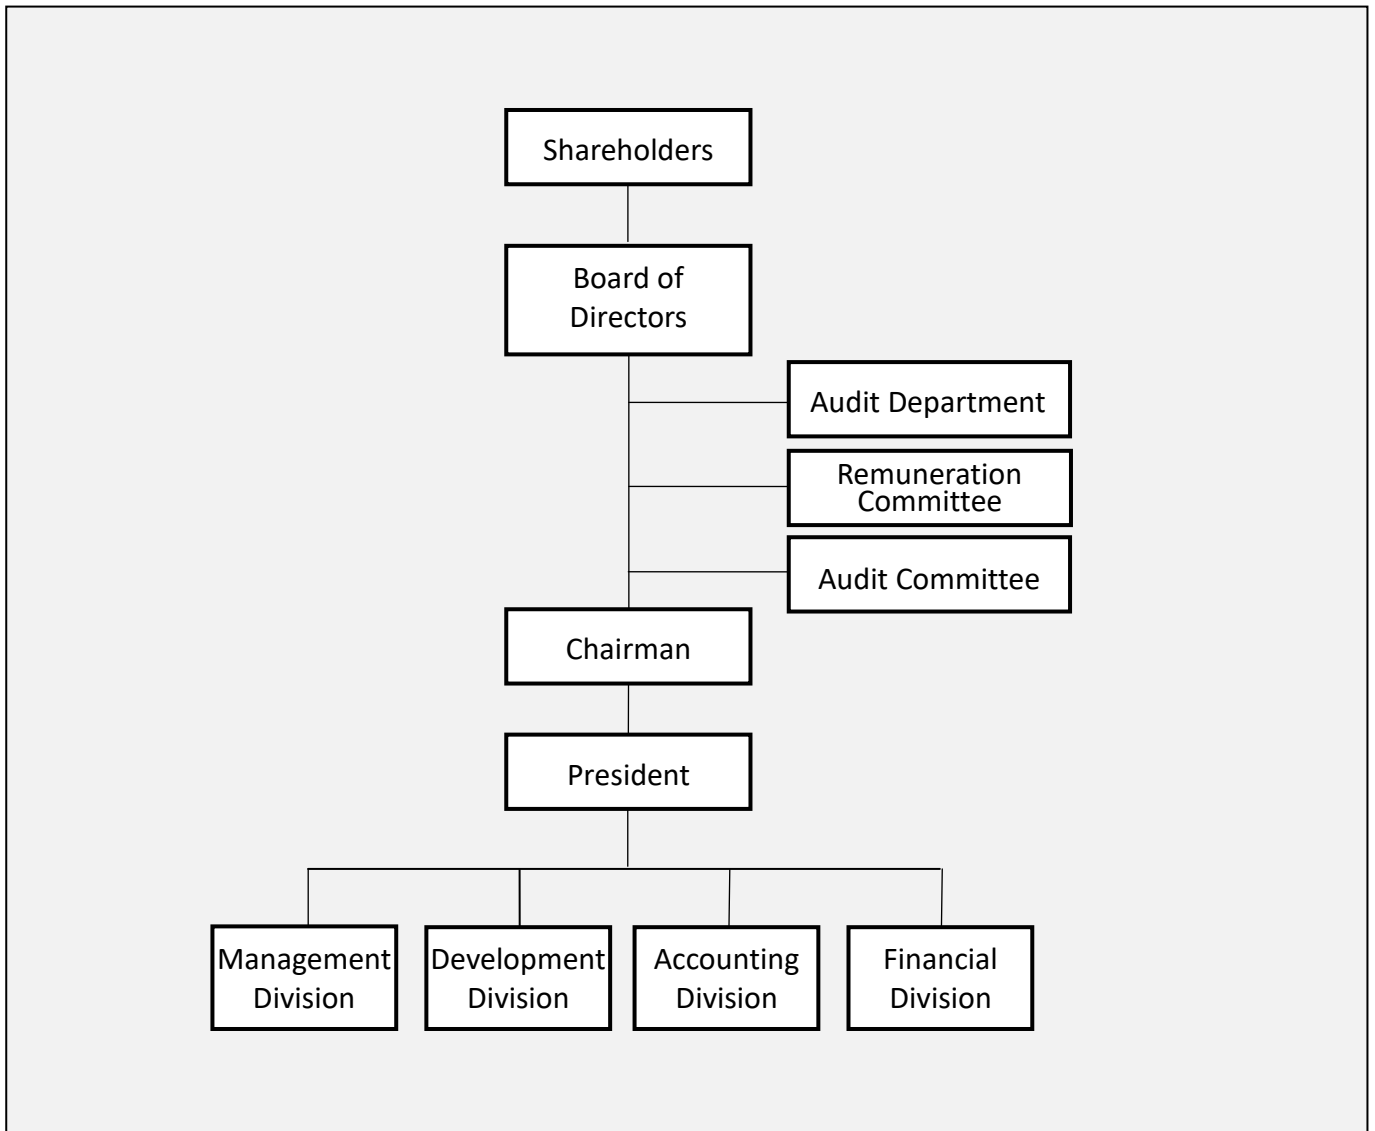 Shareholders
Board of
Directors
Audit Department
Remuneration
Committee
Audit Committee
Chairman
President
Management
Division
Development
Division
Accounting
Division
Financial
Division